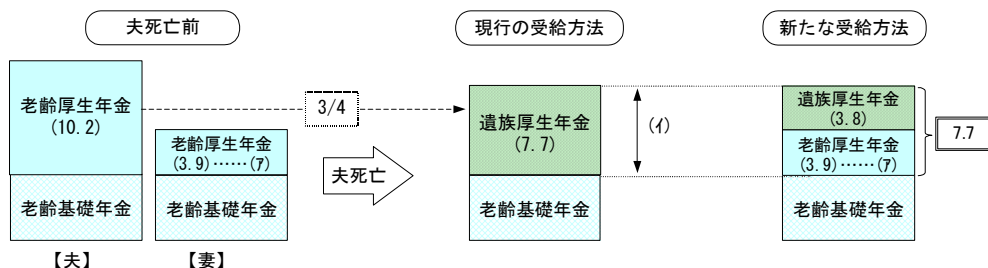 夫死亡前
現行の受給方法
新たな受給方法
老齢厚生年金
(10.2)
3/4
老齢厚生年金
(3.9)……(ｱ)
夫死亡
遺族厚生年金
(7.7)
(ｲ)
遺族厚生年金
(3.8)
老齢厚生年金
(3.9)……(ｱ)
7.7
老齢基礎年金
老齢基礎年金
老齢基礎年金
老齢基礎年金
【夫】
【妻】